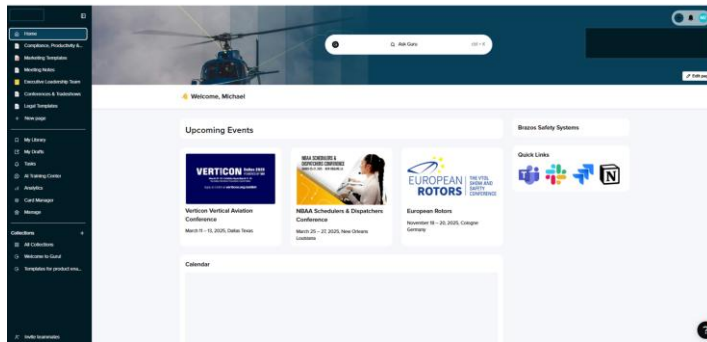 Home
Compliance, Productivity &...
Marketing Templates
Meeting Notes
Executive Leadership Team
Conferences & Tradeshows
Legal Templates
+ New page
My Library
My Drafts
Tasks
AI Training Center
Analytics
Card Manager
Manage
Collections +
All Collections
Welcome to Guru!
Templates for product ena...
Invite teammates
Ask Guru
Edit pag
👋 Welcome, Michael
Upcoming Events
VERTICON Dallas 2025
Verticon Vertical Aviation
Conference
March 11 – 13, 2025, Dallas Texas
NBAA SCHEDULERS &
DISPATCHERS CONFERENCE
NBAA Schedulers & Dispatchers
Conference
March 25 – 27, 2025, New Orleans
Louisiana
EUROPEAN
ROTORS
THE VTOL
SHOW AND
SAFETY
CONFERENCE
European Rotors
November 18 – 20, 2025, Cologne
Germany
Calendar
Brazos Safety Systems
Quick Links
?